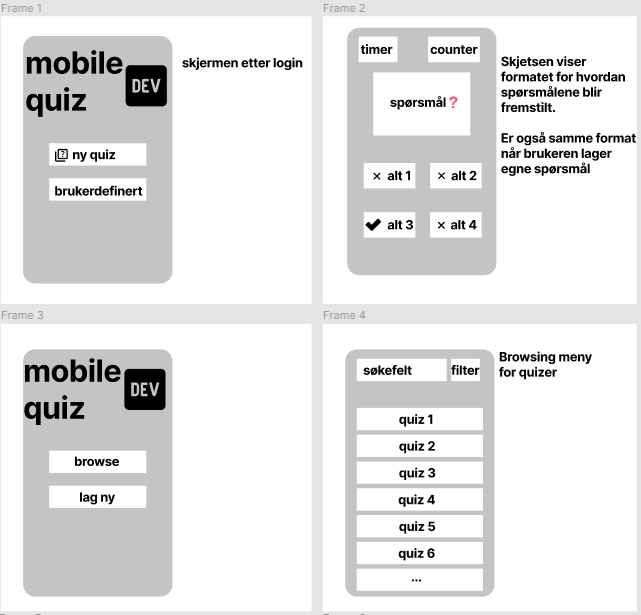 Frame 1
mobile
quiz
DEV
skjermen etter login
ny quiz
brukerdefinert
Frame 2
timer
counter
spørsmål ?
alt 1
alt 2
alt 3
alt 4
Skjetsen viser
formatet for hvordan
spørsmålene blir
fremstilt.
Er også samme format
når brukeren lager
egne spørsmål
Frame 3
mobile
quiz
DEV
browse
lag ny
Frame 4
søkefelt
filter
quiz 1
quiz 2
quiz 3
quiz 4
quiz 5
quiz 6
...
Browsing meny
for quizer